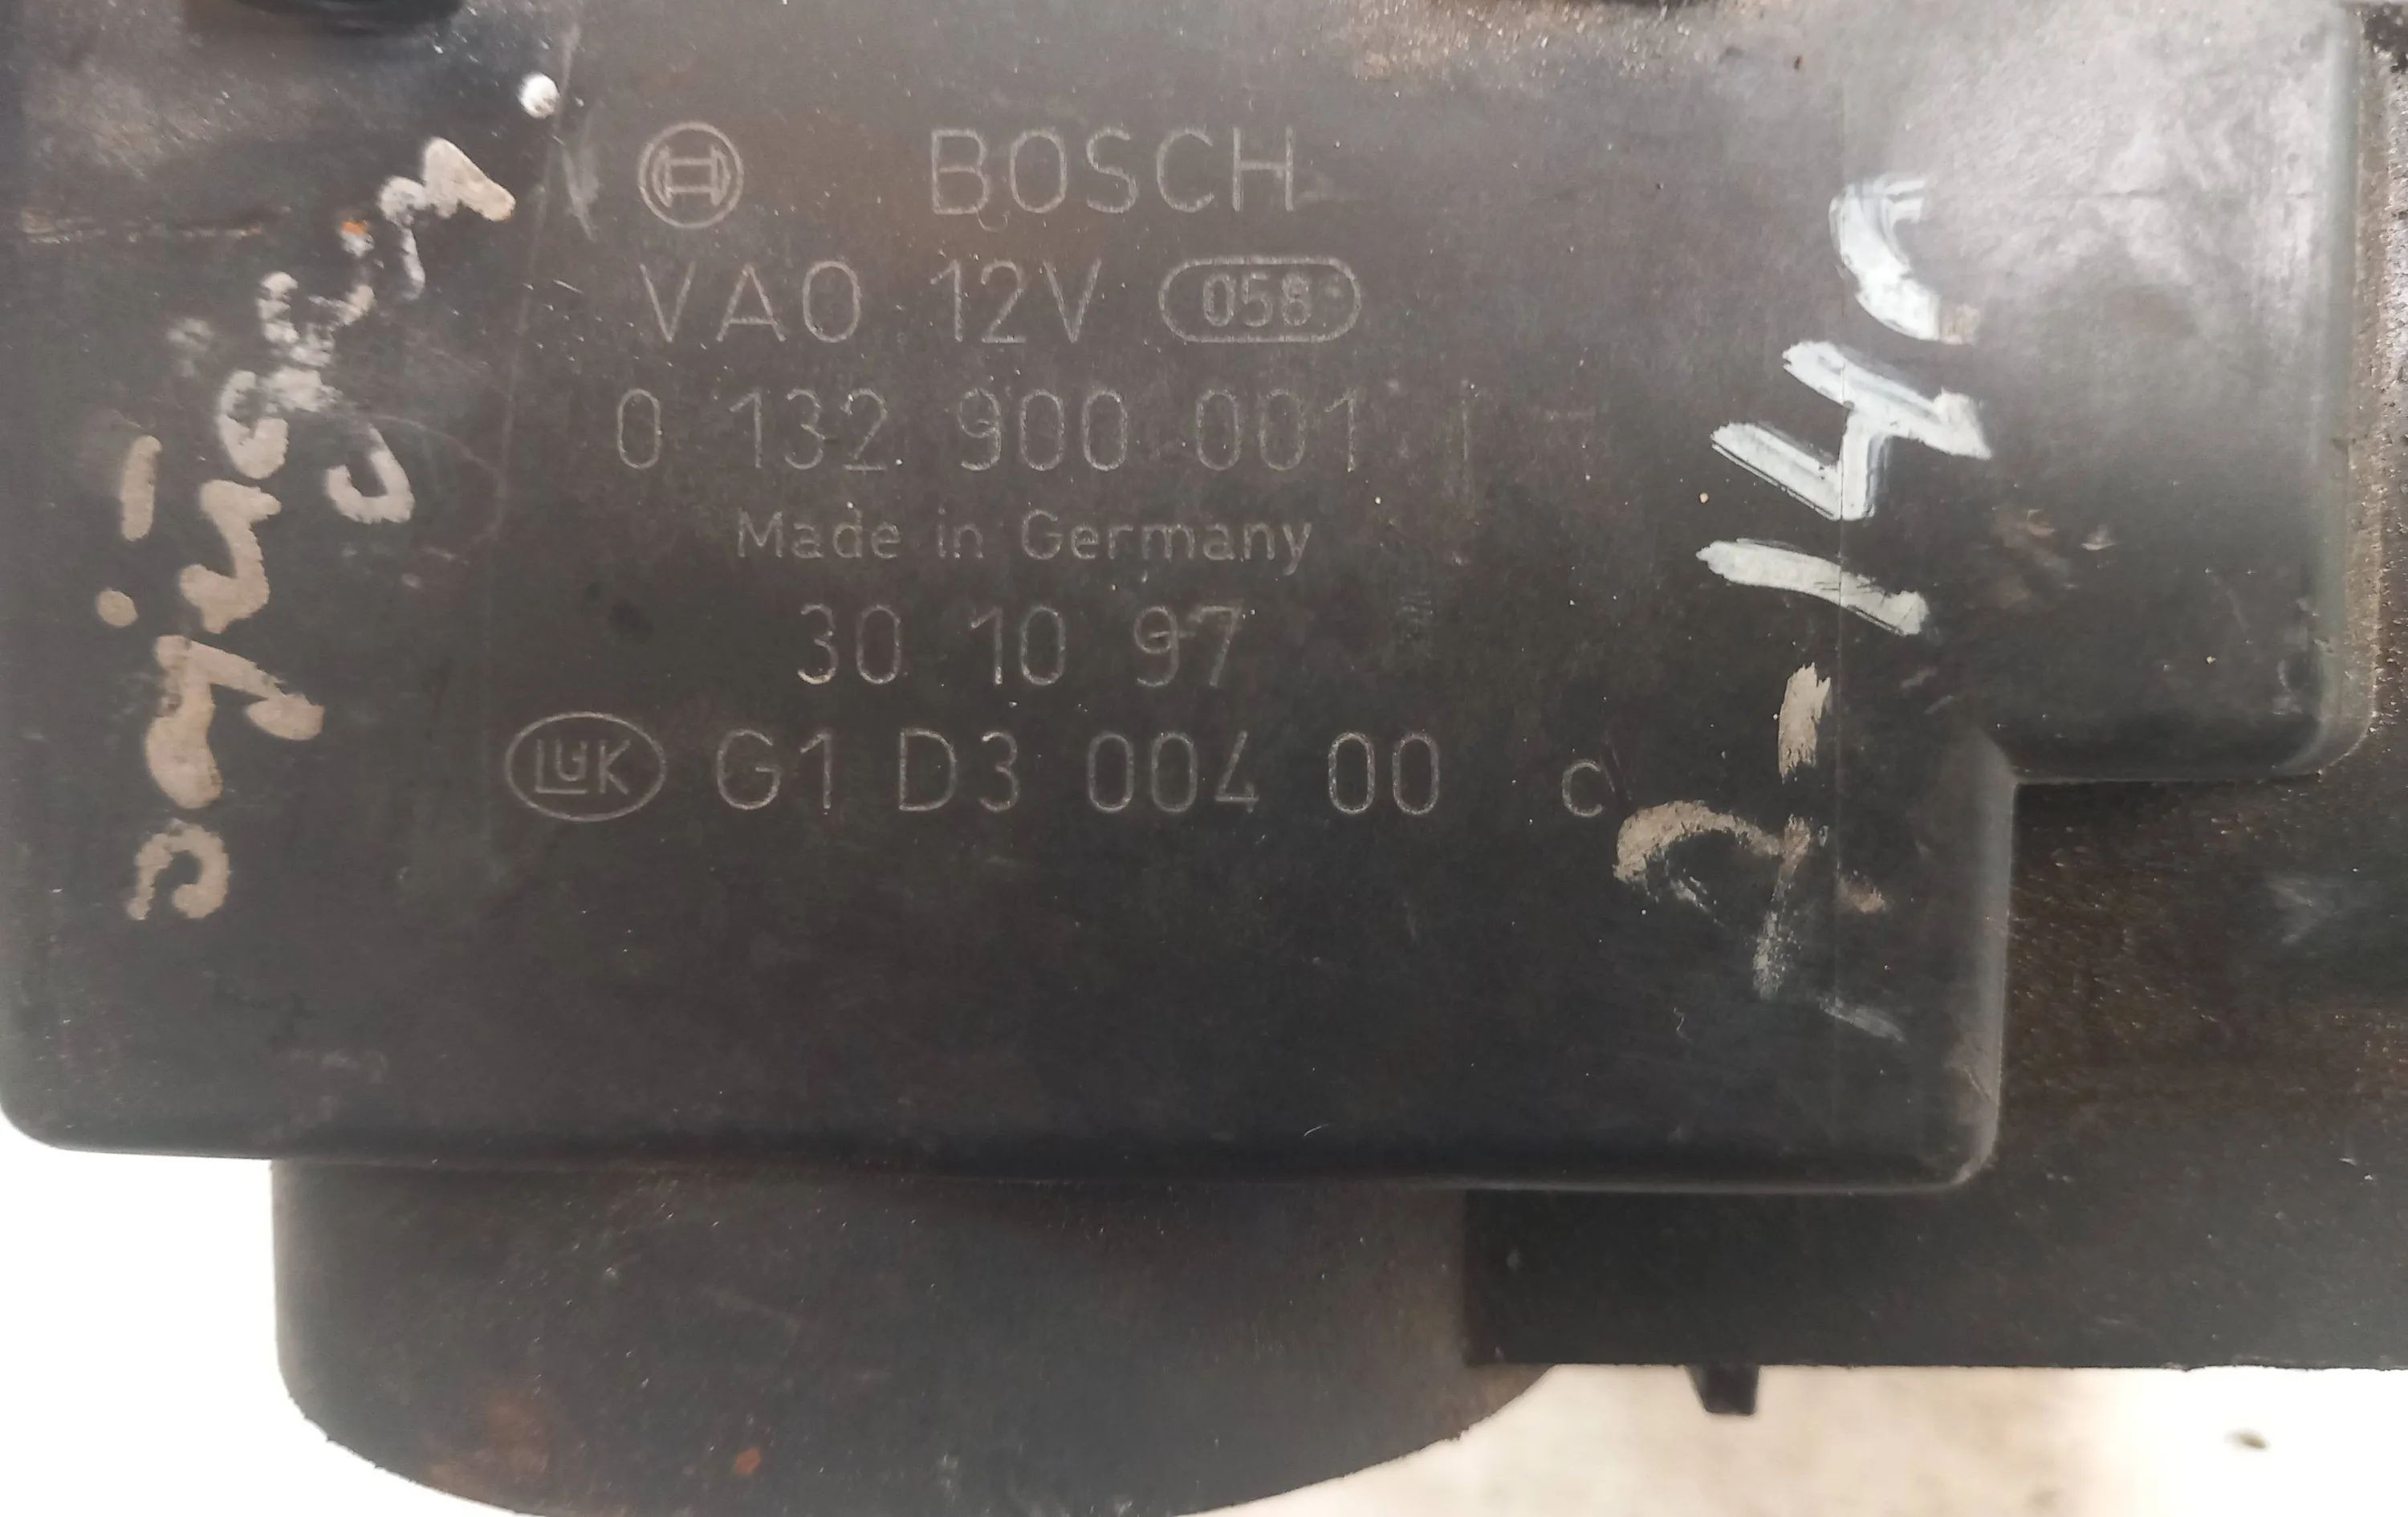 BOSCH
VAO 12V 058
0 132 900 001
Made in Germany
30 10 97
LUK G1 D3 004 00 c